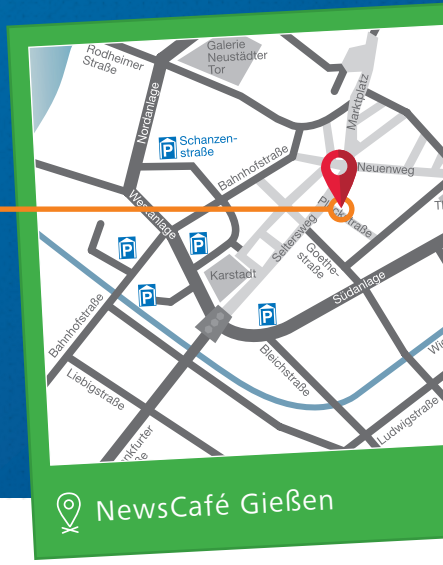 Rodheimer
Straße
Galerie
Neustädter
Tor
Marktplatz
Nordanlage
P
Schanzen-
straße
Bahnhofstraße
Neuenweg
Westanlage
Seltersweg
Goethe-
straße
P
P
P
Karstadt
Südanlage
P
Bahnhofstraße
Bleichstraße
Liebigstraße
Ludwigstraße
NewsCafé Gießen